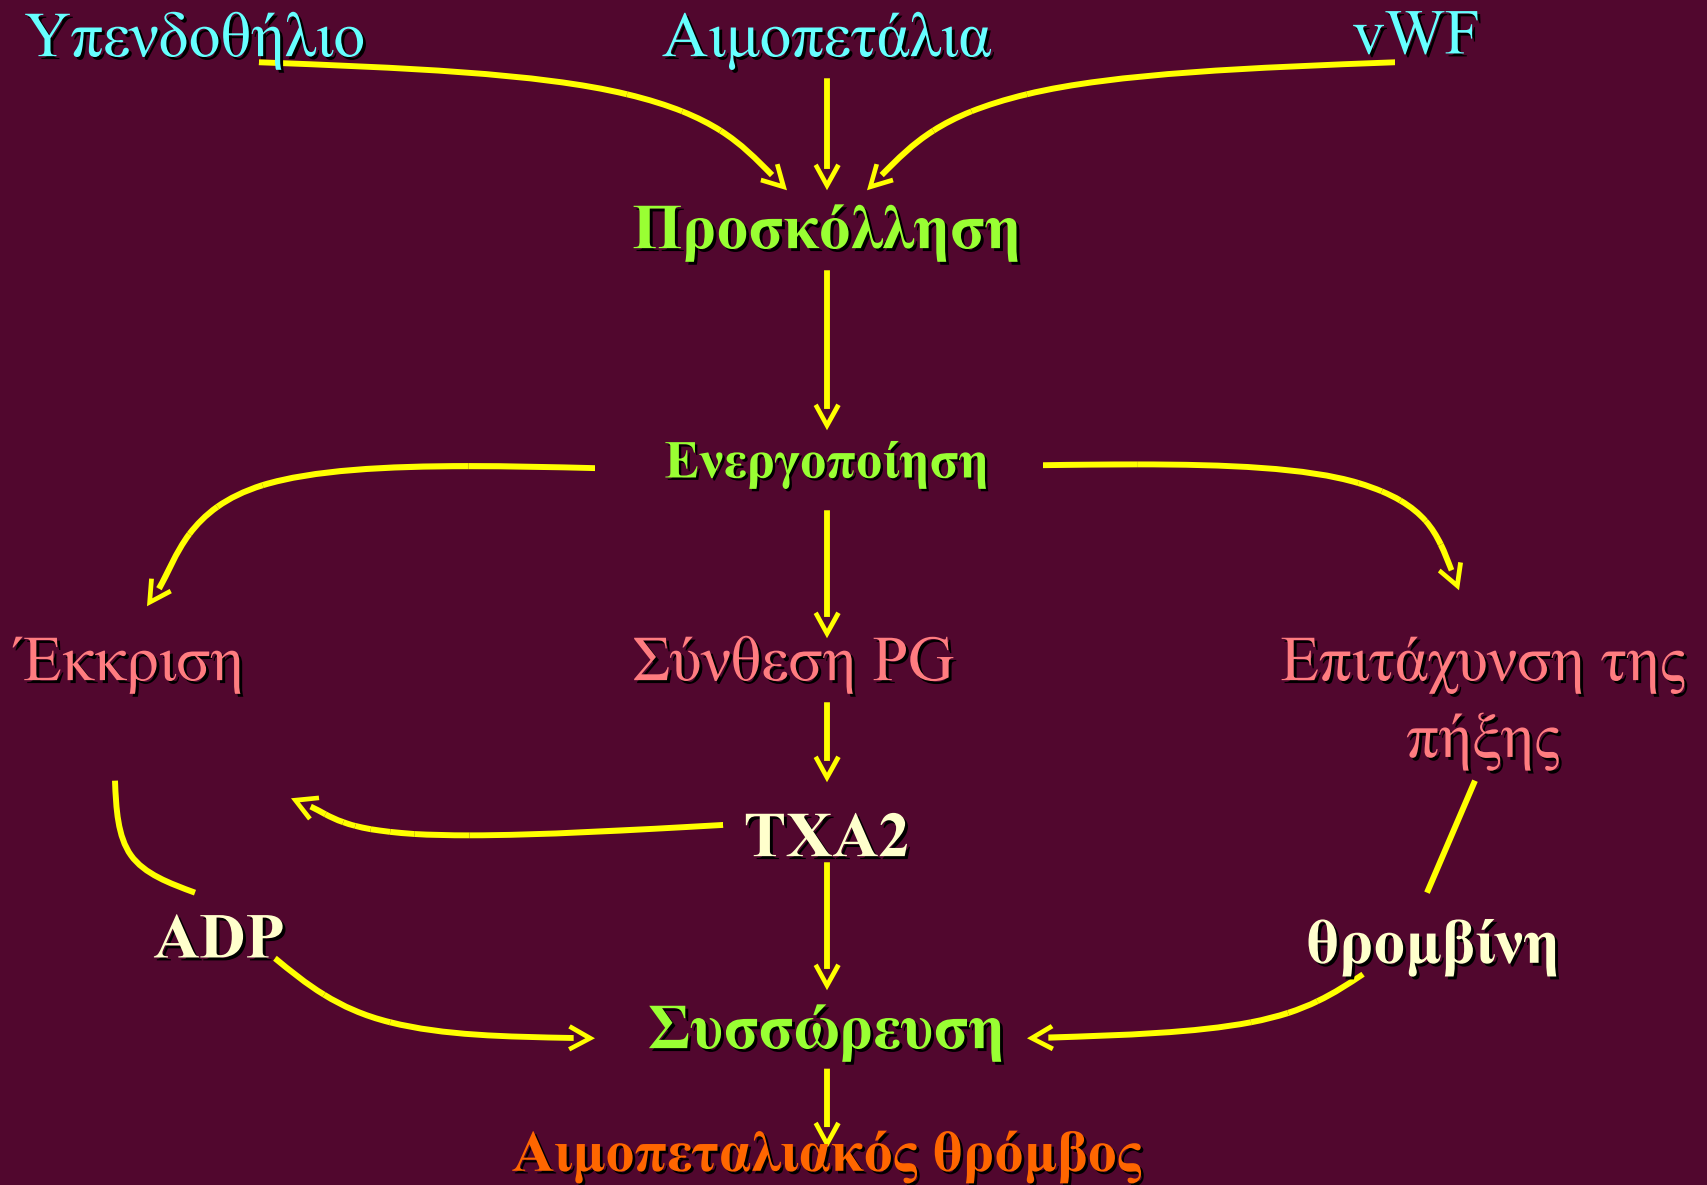 Υπενδοθήλιο
Αιμοπετάλια
vWF
Προσκόλληση
Ενεργοποίηση
Έκκριση
Σύνθεση PG
Επιτάχυνση της
πήξης
TXA2
ADP
θρομβίνη
Συσσώρευση
Αιμοπεταλιακός θρόμβος